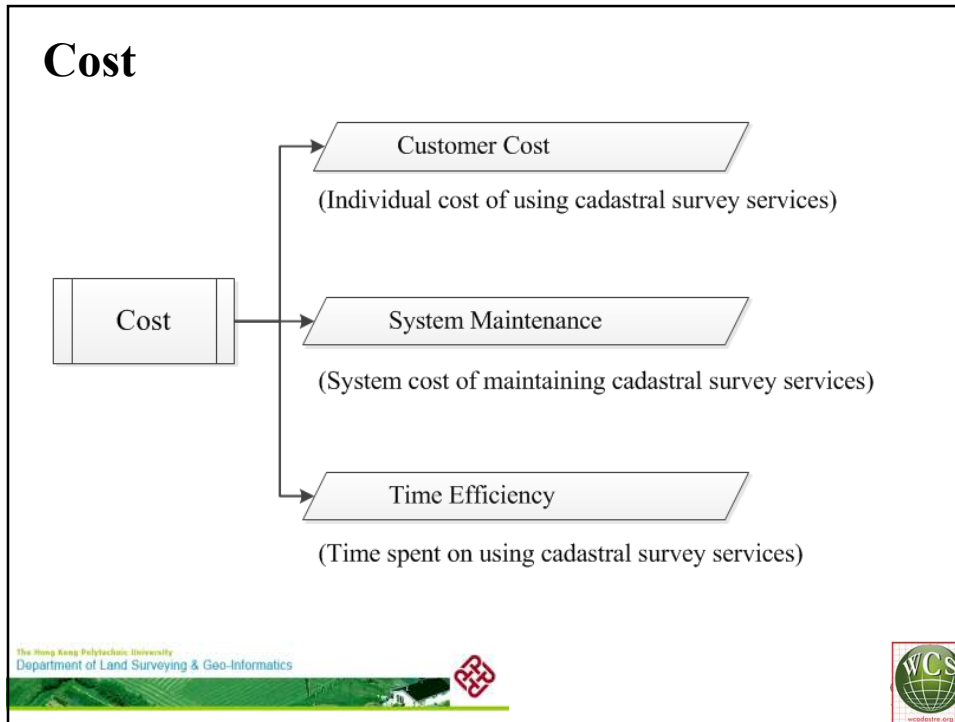 Cost
Customer Cost
(Individual cost of using cadastral survey services)
Cost
System Maintenance
(System cost of maintaining cadastral survey services)
Time Efficiency
(Time spent on using cadastral survey services)
The Hong Kong Polytechnic University
Department of Land Surveying & Geo-Informatics
WCS
wcadastre.org